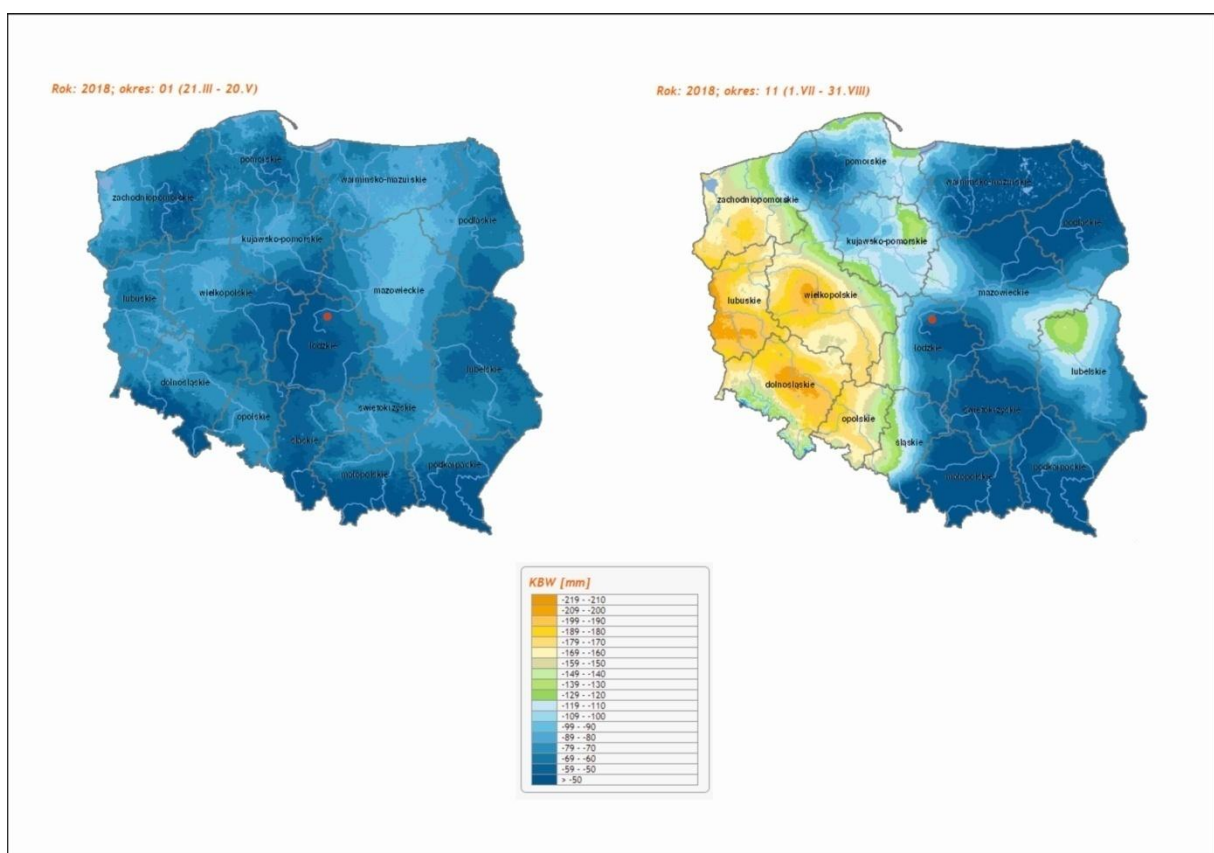 Rok: 2018; okres: 01 (21.III - 20.V)
Rok: 2018; okres: 11 (1.VII - 31.VIII)
pomorskie
warmińsko-mazurskie
zachodniopomorskie
podlaskie
kujawsko-pomorskie
mazowieckie
lubuskie
wielkopolskie
łódzkie
lubelskie
dolnośląskie
opolskie
świętokrzyskie
śląskie
małopolskie
podkarpackie
pomorskie
warmińsko-mazurskie
zachodniopomorskie
podlaskie
kujawsko-pomorskie
mazowieckie
lubuskie
wielkopolskie
łódzkie
lubelskie
dolnośląskie
opolskie
świętokrzyskie
śląskie
małopolskie
podkarpackie
KBW [mm]
-219 - -210
-209 - -200
-199 - -190
-189 - -180
-179 - -170
-169 - -160
-159 - -150
-149 - -140
-139 - -130
-129 - -120
-119 - -110
-109 - -100
-99 - -90
-89 - -80
-79 - -70
-69 - -60
-59 - -50
> -50